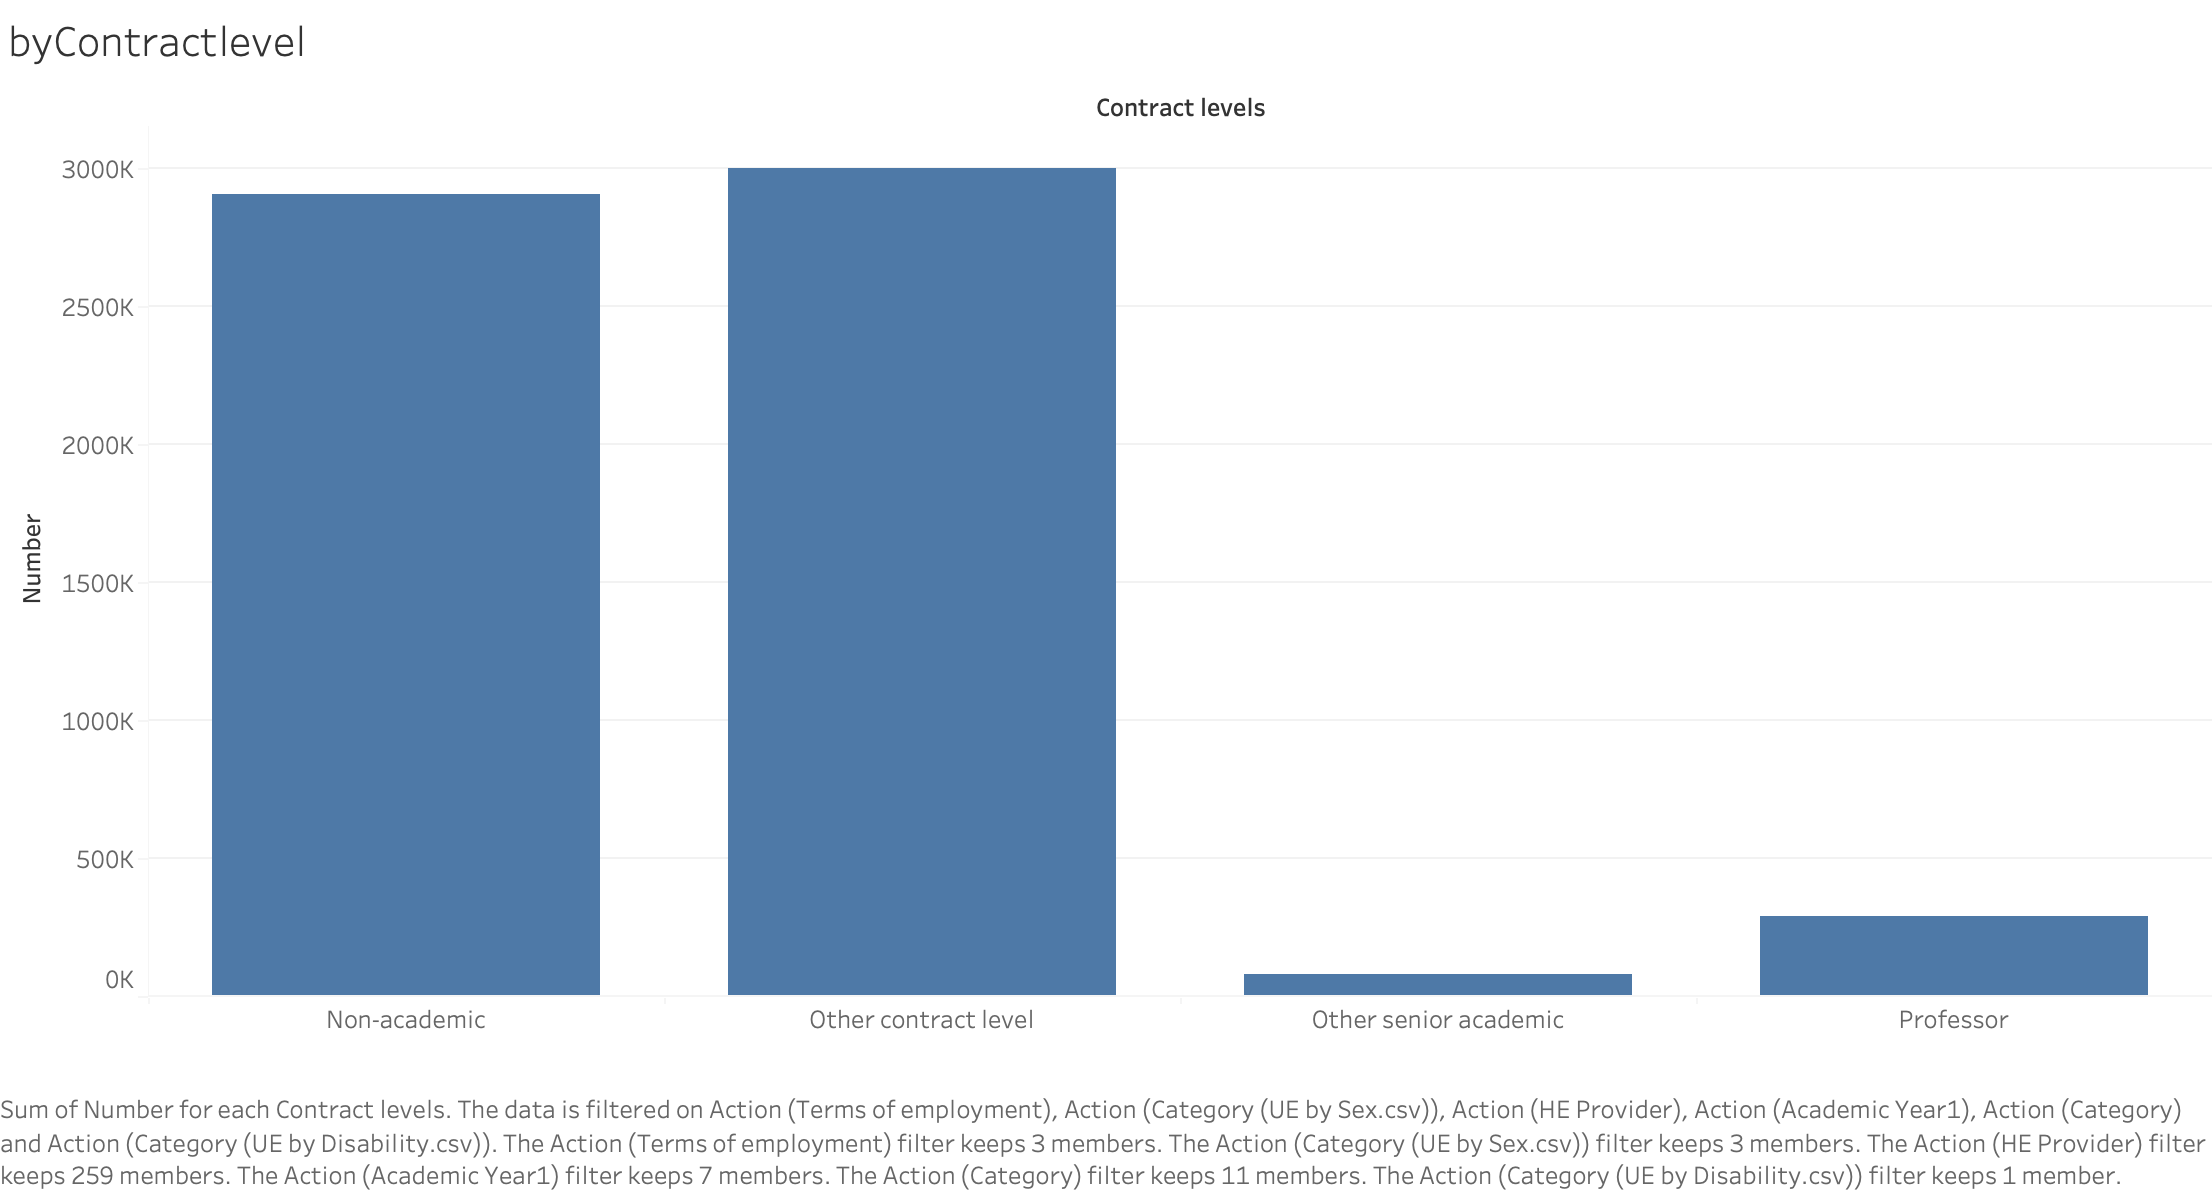 byContractlevel
Contract levels
3000K
2500K
2000K
1500K
1000K
500K
0K
Number
Non-academic
Other contract level
Other senior academic
Professor
Sum of Number for each Contract levels. The data is filtered on Action (Terms of employment), Action (Category (UE by Sex.csv)), Action (HE Provider), Action (Academic Year1), Action (Category)
and Action (Category (UE by Disability.csv)). The Action (Terms of employment) filter keeps 3 members. The Action (Category (UE by Sex.csv)) filter keeps 3 members. The Action (HE Provider) filter
keeps 259 members. The Action (Academic Year1) filter keeps 7 members. The Action (Category) filter keeps 11 members. The Action (Category (UE by Disability.csv)) filter keeps 1 member.